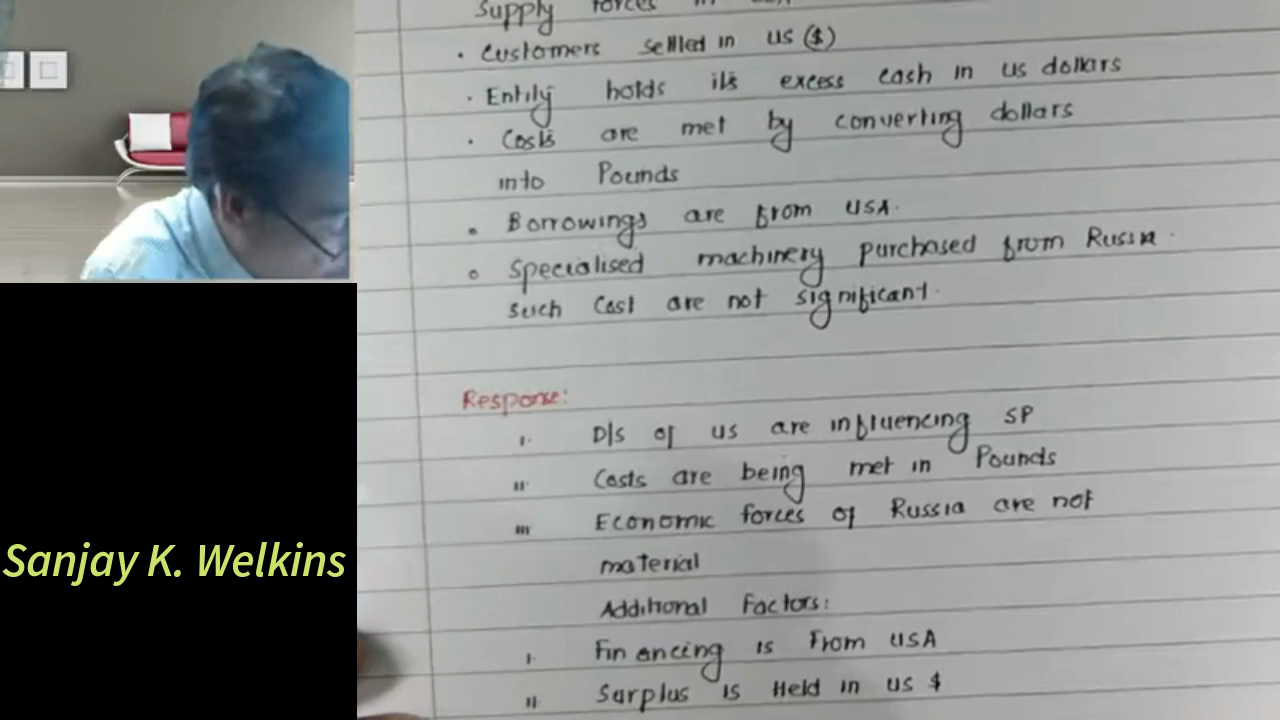 Supply forces in
• Customers settled in US ($)
• Entity holds its excess cash in US dollars
• Costs are met by converting dollars
into Pounds
• Borrowings are from USA.
• Specialised machinery purchased from Russia.
such cost are not significant.
Response:
i. D/S of US are influencing SP
ii. Costs are being met in Pounds
iii. Economic forces of Russia are not
material
Additional Factors:
i. Financing is From USA
ii. Surplus is Held in US $
Sanjay K. Welkins